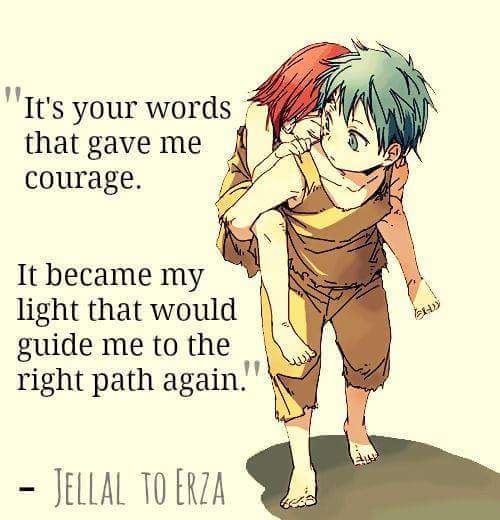 "It's your words
that gave me
courage.
It became my
light that would
guide me to the
right path again."
- JELLAL TO ERZA